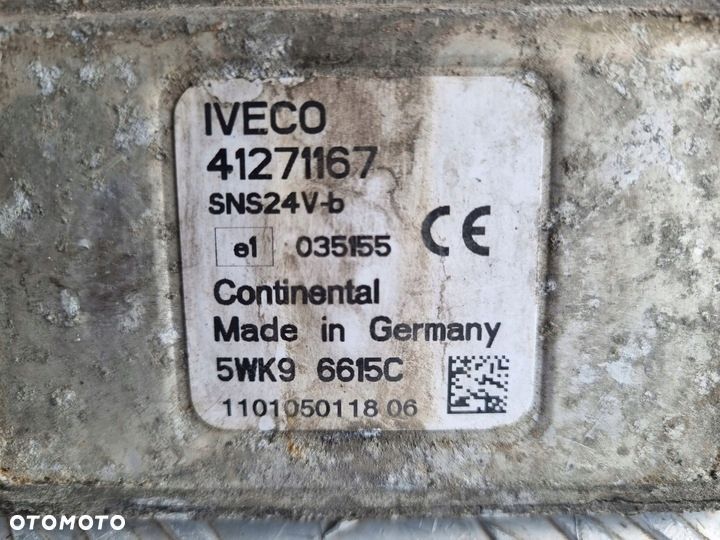 IVECO
41271167
SNS24V-b
e1 035155 CE
Continental
Made in Germany
5WK9 6615C
1101050118 06
OTOMOTO